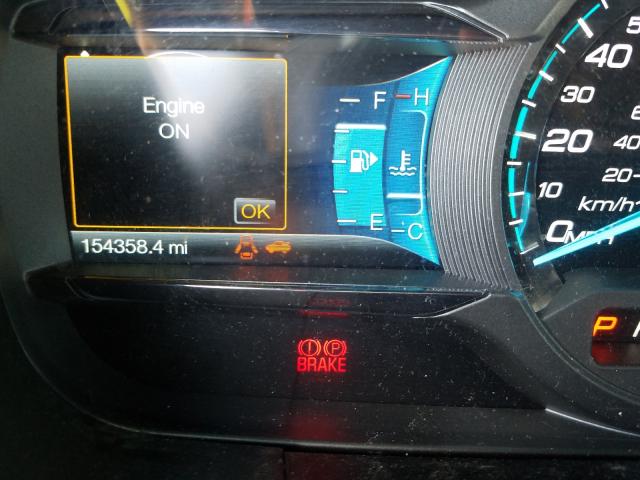 Engine
ON
OK
154358.4 mi
F
H
E
C
40
30
20
10
0 MPH
40
20
km/h
P
BRAKE
P